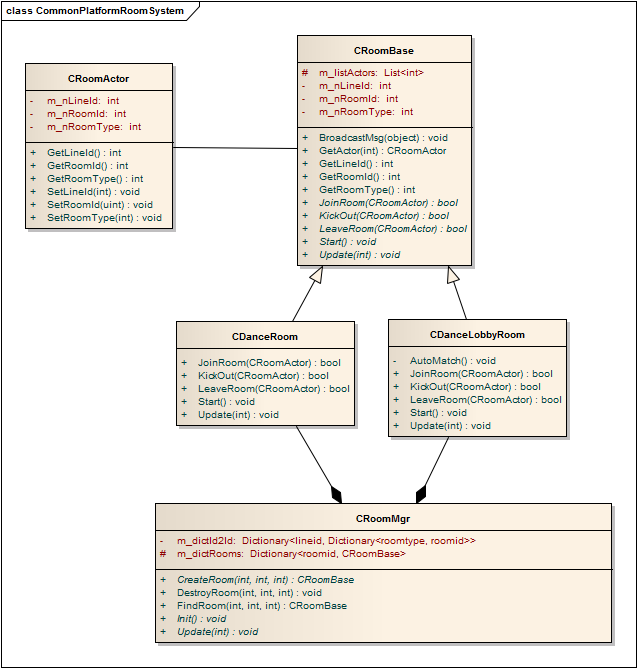 class CommonPlatformRoomSystem
CRoomActor
- m_nLineId: int
- m_nRoomId: int
- m_nRoomType: int
+ GetLineId() : int
+ GetRoomId() : int
+ GetRoomType() : int
+ SetLineId(int) : void
+ SetRoomId(uint) : void
+ SetRoomType(int) : void
CRoomBase
# m_listActors: List<int>
- m_nLineId: int
- m_nRoomId: int
- m_nRoomType: int
+ BroadcastMsg(object) : void
+ GetActor(int) : CRoomActor
+ GetLineId() : int
+ GetRoomId() : int
+ GetRoomType() : int
+ JoinRoom(CRoomActor) : bool
+ KickOut(CRoomActor) : bool
+ LeaveRoom(CRoomActor) : bool
+ Start() : void
+ Update(int) : void
CDanceRoom
+ JoinRoom(CRoomActor) : bool
+ KickOut(CRoomActor) : bool
+ LeaveRoom(CRoomActor) : bool
+ Start() : void
+ Update(int) : void
CDanceLobbyRoom
- AutoMatch() : void
+ JoinRoom(CRoomActor) : bool
+ KickOut(CRoomActor) : bool
+ LeaveRoom(CRoomActor) : bool
+ Start() : void
+ Update(int) : void
CRoomMgr
- m_dictId2Id: Dictionary<lineid, Dictionary<roomtype, roomid>>
# m_dictRooms: Dictionary<roomid, CRoomBase>
+ CreateRoom(int, int, int) : CRoomBase
+ DestroyRoom(int, int, int) : void
+ FindRoom(int, int, int) : CRoomBase
+ Init() : void
+ Update(int) : void